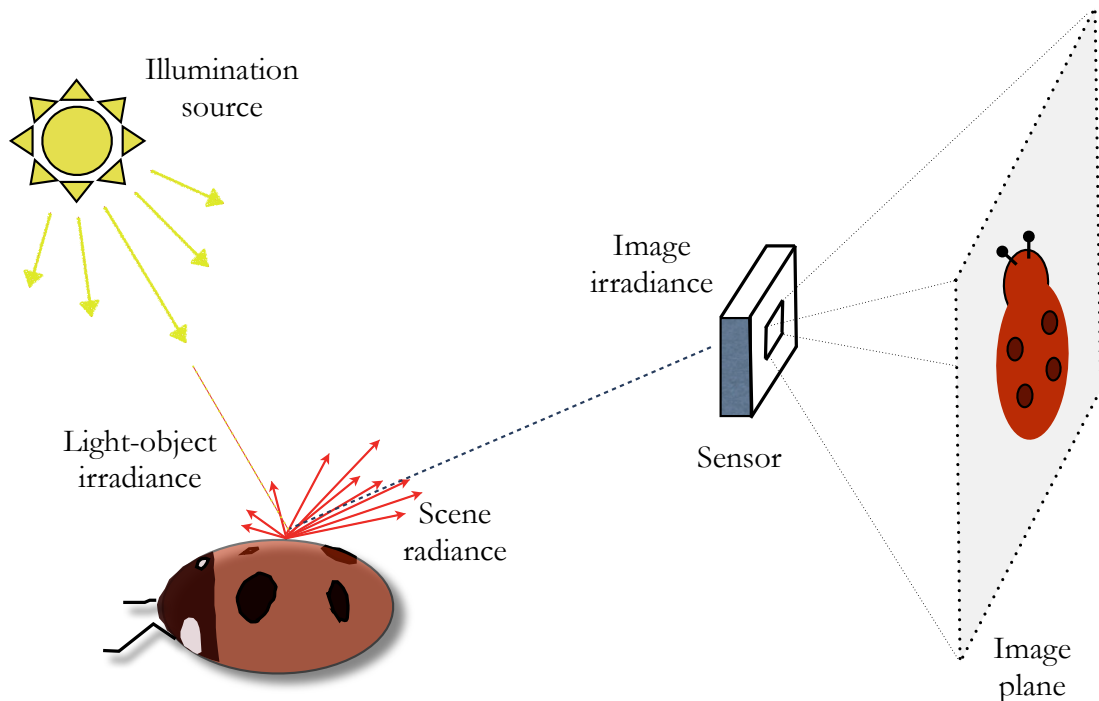 Illumination
source
Image
irradiance
Light-object
irradiance
Sensor
Scene
radiance
Image
plane